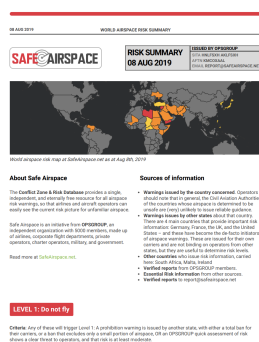 08 AUG 2019
WORLD AIRSPACE RISK SUMMARY
SAFE AIRSPACE
RISK SUMMARY
08 AUG 2019
ISSUED BY OPSGROUP
SITA
AFTN
EMAIL REPORT@SAFEAIRSPACE.NET
World airspace risk map at SafeAirspace.net as at Aug 8th, 2019
About Safe Airspace
The Conflict Zone & Risk Database provides a single,
independent, and eternally free resource for all airspace
risk warnings, so that airlines and aircraft operators can
easily see the current risk picture for unfamiliar airspace.
Safe Airspace is an initiative from OPSGROUP, an
independent organization with 5000 members, made up
of airlines, corporate flight departments, private
operators, charter operators, military, and government.
Read more at SafeAirspace.net.
Sources of information
• Warnings issued by the country concerned. Operators
should note that in general, the Civil Aviation Authorities
of the countries whose airspace is determined to be
unsafe are (very) unlikely to issue reliable guidance.
• Warnings issues by other states about that country.
There are 4 main countries that provide important risk
information: Germany, France, the UK, and the United
States – and these have become the de-facto initiators
of airspace warnings. These are issued for their own
carriers and are not binding on operators from other
states, but they are useful to determine risk levels.
• Other countries who issue risk information, carried
here: South Africa, Malta, Ireland
• Verified reports from OPSGROUP members.
• Essential Risk information from other sources.
• Verified reports to report@safeairspace.net
LEVEL 1: Do not fly
Criteria: Any of these will trigger Level 1: A prohibition warning is issued by another state, with either a total ban for
their carriers, or a ban that excludes only a small portion of airspace; OR an OPSGROUP quick assessment of risk
shows a clear threat to operators, and that risk is at least moderate.